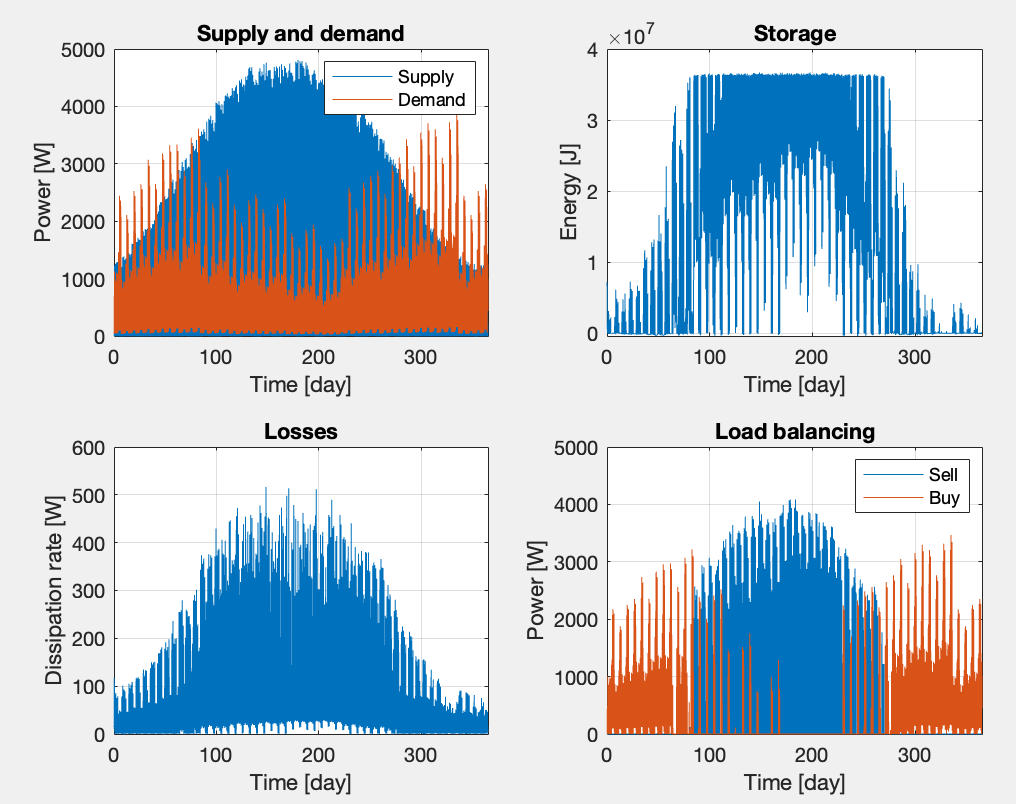 Supply and demand
5000
4000
3000
2000
1000
0
Power [W]
Supply
Demand
0 100 200 300
Time [day]
Storage
×10^7
4
3
2
1
0
Energy [J]
0 100 200 300
Time [day]
Losses
600
500
400
300
200
100
0
Dissipation rate [W]
0 100 200 300
Time [day]
Load balancing
5000
4000
3000
2000
1000
0
Power [W]
Sell
Buy
0 100 200 300
Time [day]